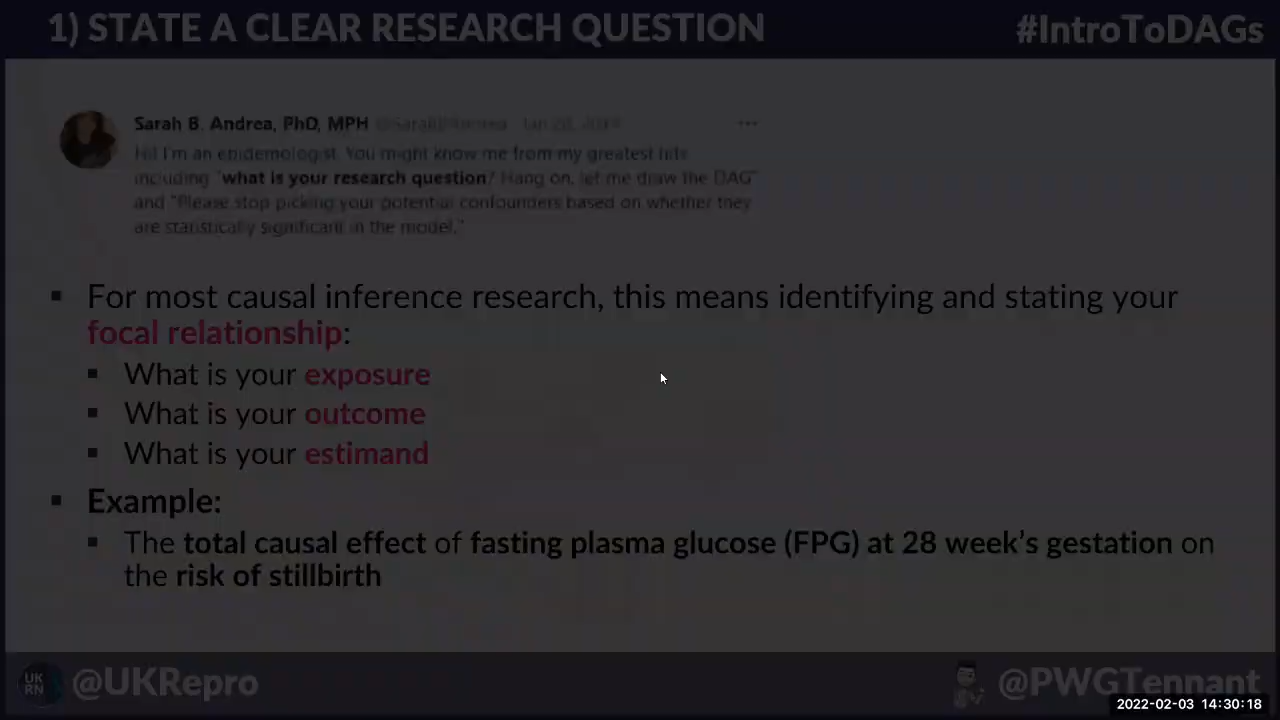 1) STATE A CLEAR RESEARCH QUESTION
#IntroToDAGs
Sarah B. Andrea, PhD, MPH
Hi! I'm an epidemiologist. You might know me from my greatest hits
including "what is your research question? Hang on, let me draw the DAG"
and "Please stop picking your potential confounders based on whether they
are statistically significant in the model."
▪ For most causal inference research, this means identifying and stating your
focal relationship:
▪ What is your exposure
▪ What is your outcome
▪ What is your estimand
▪ Example:
▪ The total causal effect of fasting plasma glucose (FPG) at 28 week's gestation on
the risk of stillbirth
UK
RN
@UKRepro
@PWGTennant
2022-02-03 14:30:18